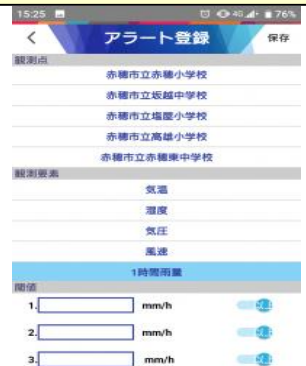 15:25 4G 76%
< アラート登録 保存
観測点
赤穂市立赤穂小学校
赤穂市立坂越中学校
赤穂市立塩屋小学校
赤穂市立高雄小学校
赤穂市立赤穂東中学校
観測要素
気温
湿度
気圧
風速
1時間雨量
閾値
1. mm/h
2. mm/h
3. mm/h